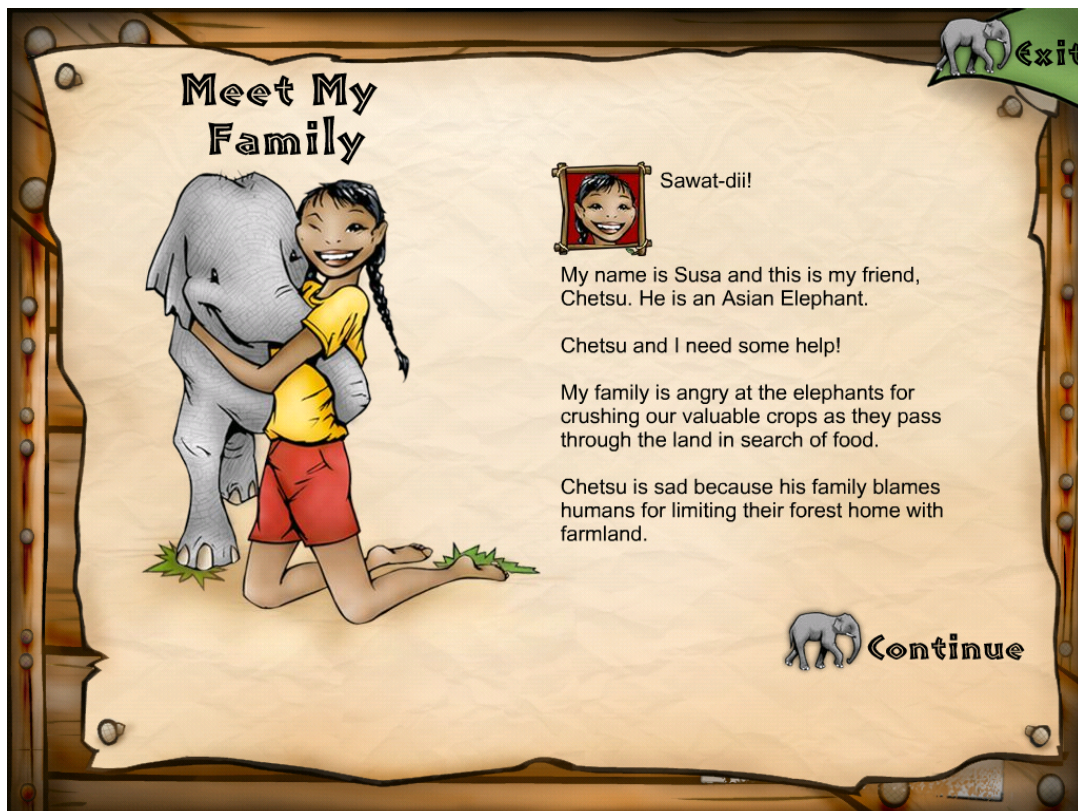 Exit
Meet My
Family
Sawat-dii!
My name is Susa and this is my friend,
Chetsu. He is an Asian Elephant.
Chetsu and I need some help!
My family is angry at the elephants for
crushing our valuable crops as they pass
through the land in search of food.
Chetsu is sad because his family blames
humans for limiting their forest home with
farmland.
Continue